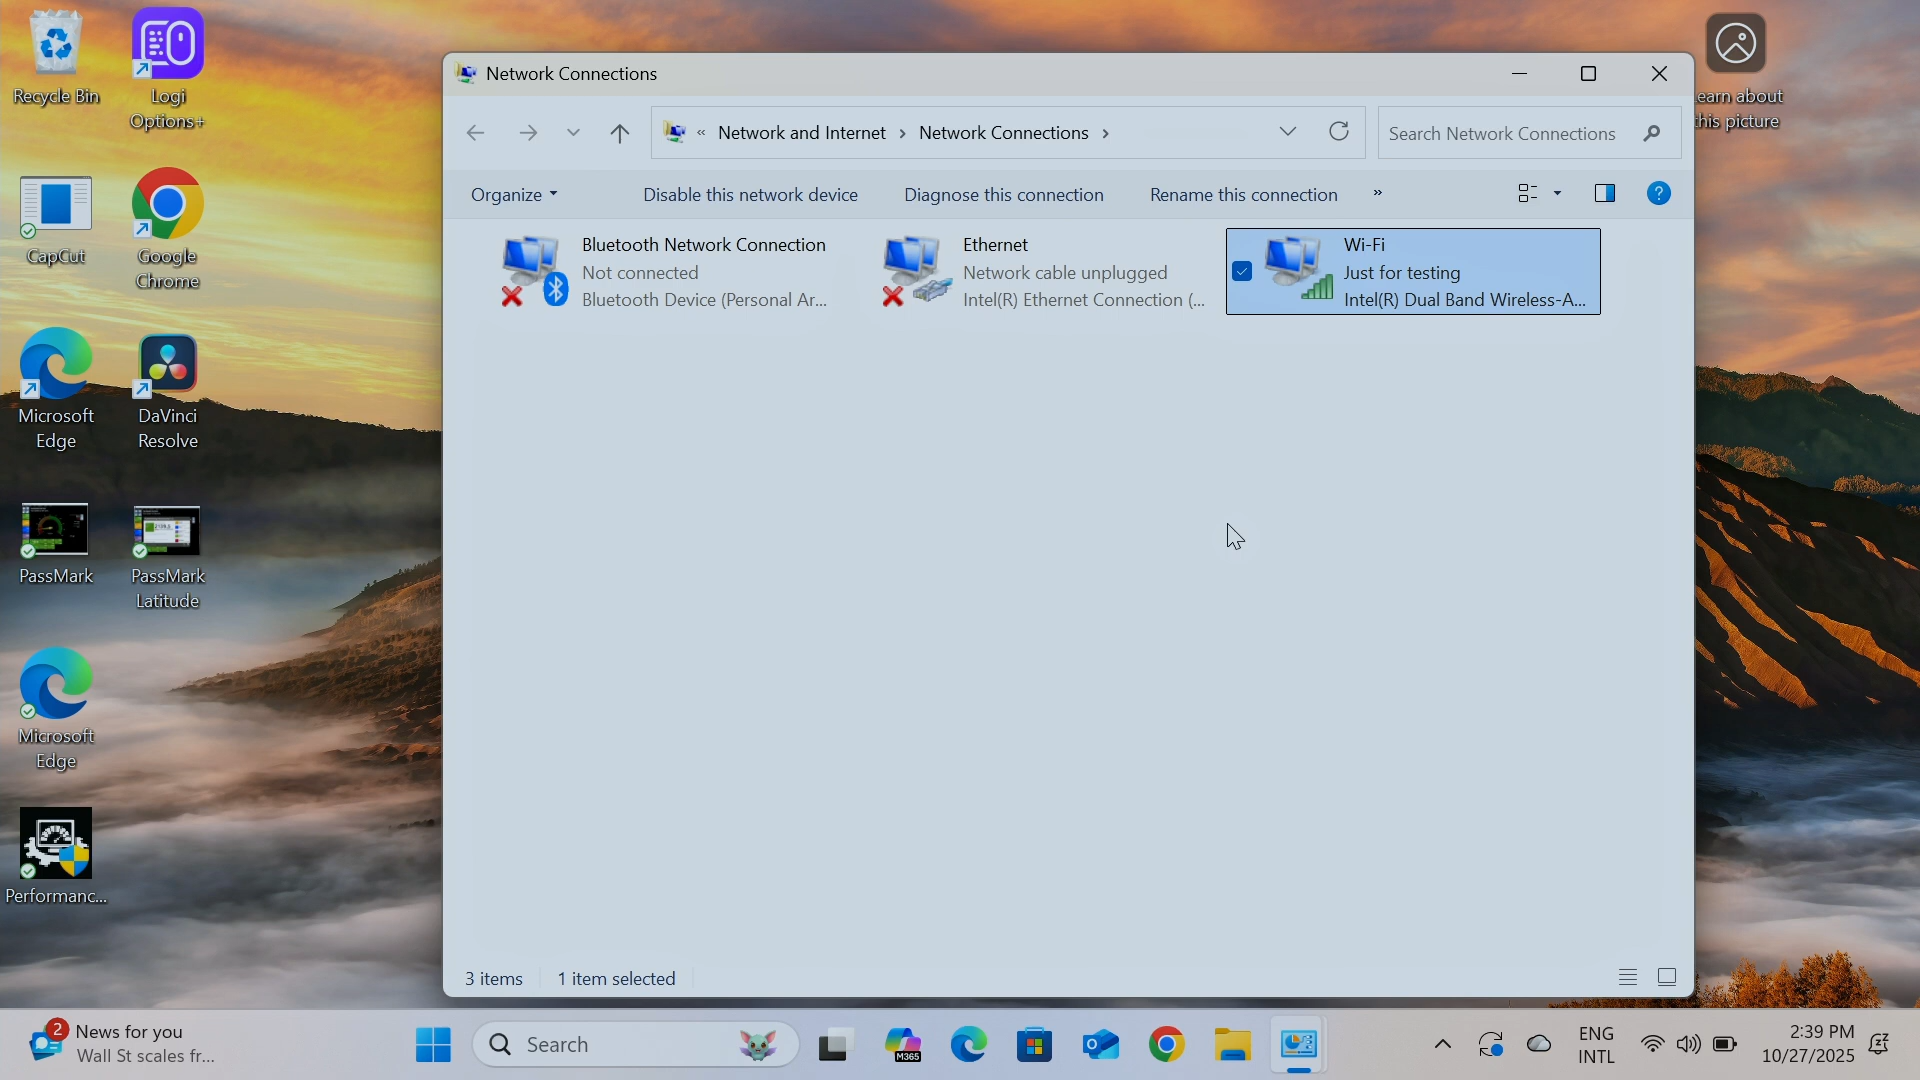 Recycle Bin
Logi
Options+
CapCut
Google
Chrome
Microsoft
Edge
DaVinci
Resolve
PassMark
PassMark
Latitude
Microsoft
Edge
Performanc...
earn about
this picture
Network Connections
« Network and Internet > Network Connections >
Search Network Connections
Organize
Disable this network device
Diagnose this connection
Rename this connection
»
?
Bluetooth Network Connection
Not connected
Bluetooth Device (Personal Ar...
Ethernet
Network cable unplugged
Intel(R) Ethernet Connection (...
Wi-Fi
Just for testing
Intel(R) Dual Band Wireless-A...
3 items
1 item selected
2
News for you
Wall St scales fr...
Search
M365
ENG
INTL
2:39 PM
10/27/2025